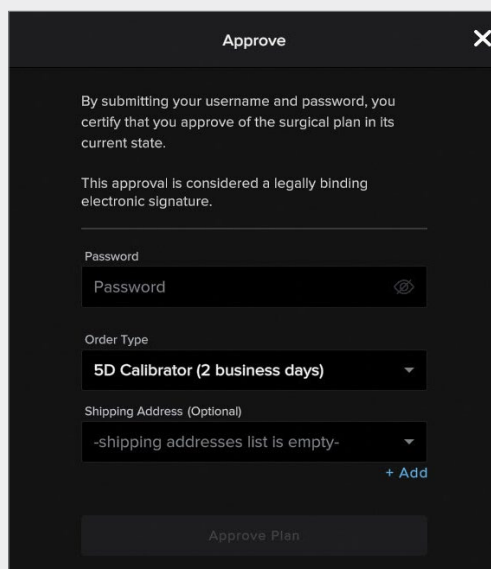 Approve
By submitting your username and password, you
certify that you approve of the surgical plan in its
current state.
This approval is considered a legally binding
electronic signature.
Password
Password
Order Type
5D Calibrator (2 business days)
Shipping Address (Optional)
-shipping addresses list is empty-
+ Add
Approve Plan